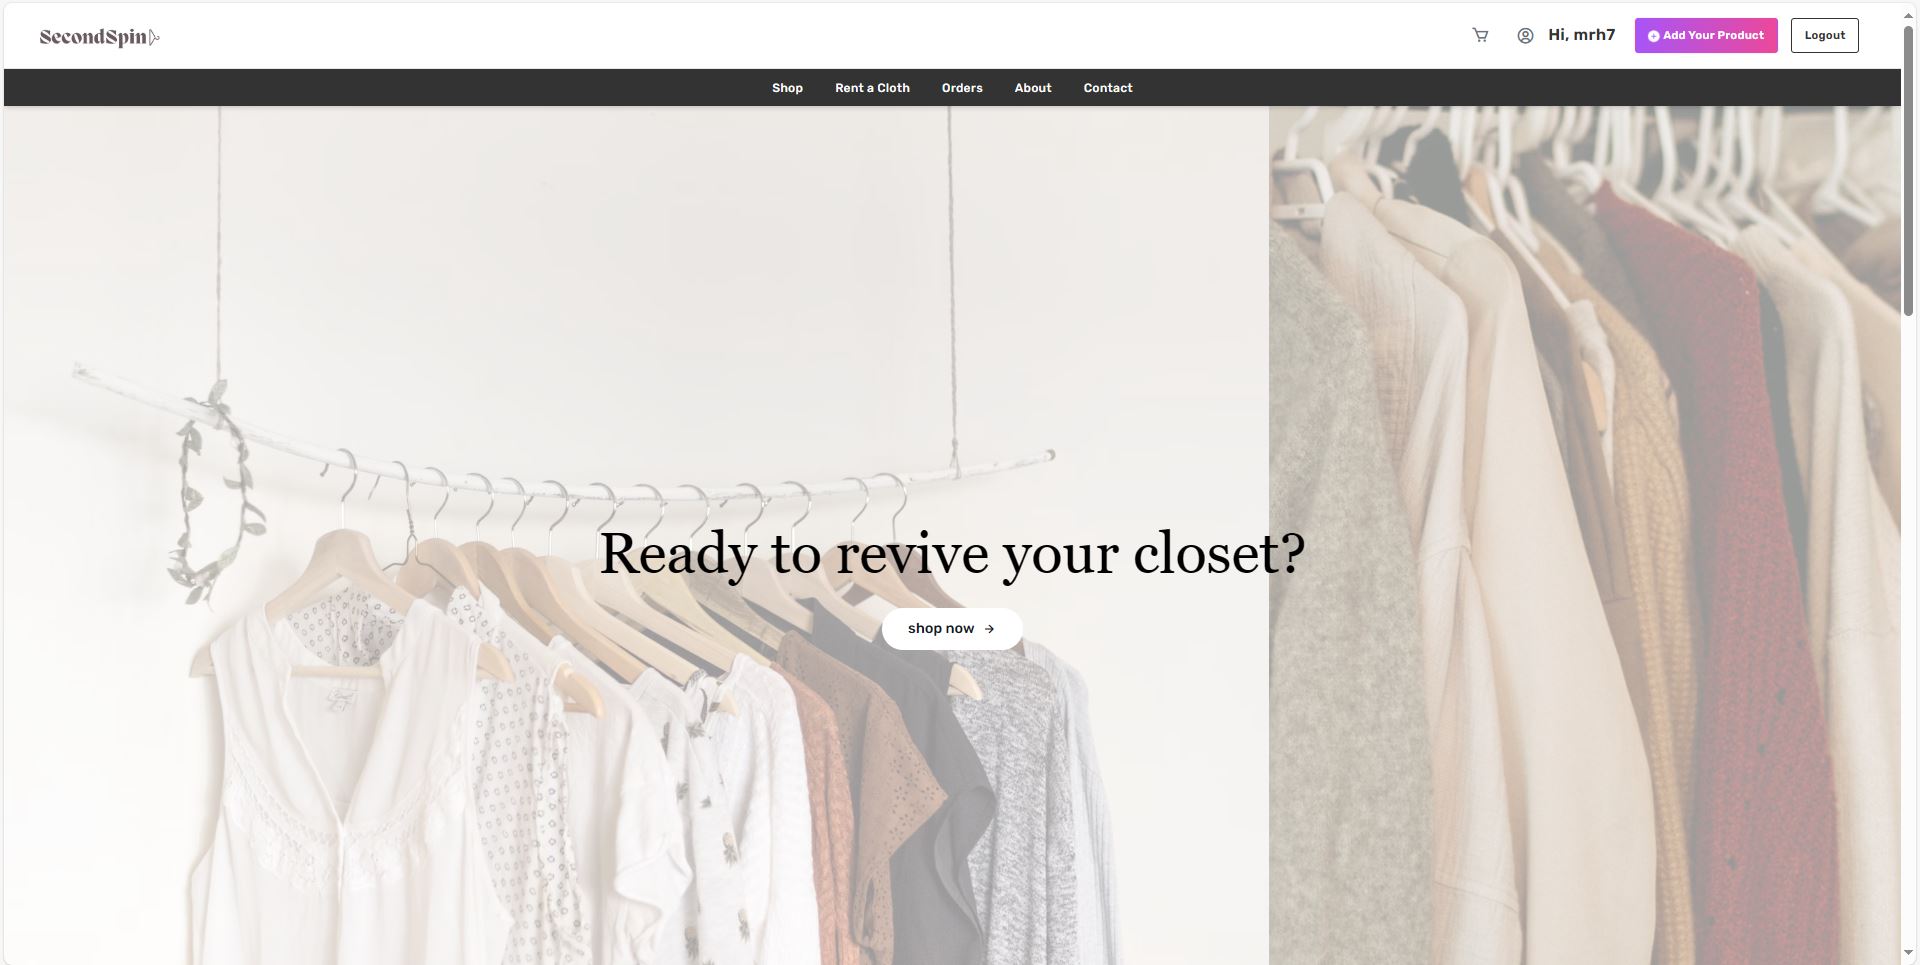 SecondSpin
Hi, mrh7
Add Your Product
Logout
Shop
Rent a Cloth
Orders
About
Contact
Ready to revive your closet?
shop now →